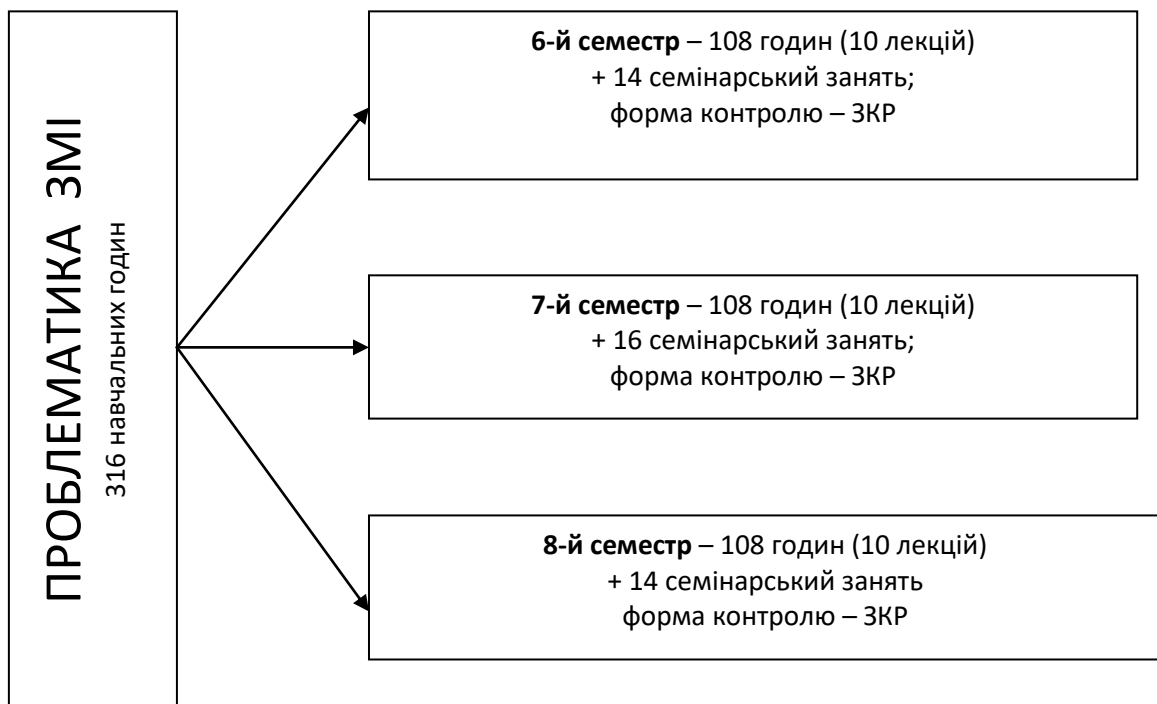 ПРОБЛЕМАТИКА ЗМІ
316 навчальних годин
6-й семестр – 108 годин (10 лекцій)
+ 14 семінарський занять;
форма контролю – ЗКР
7-й семестр – 108 годин (10 лекцій)
+ 16 семінарський занять;
форма контролю – ЗКР
8-й семестр – 108 годин (10 лекцій)
+ 14 семінарський занять
форма контролю – ЗКР